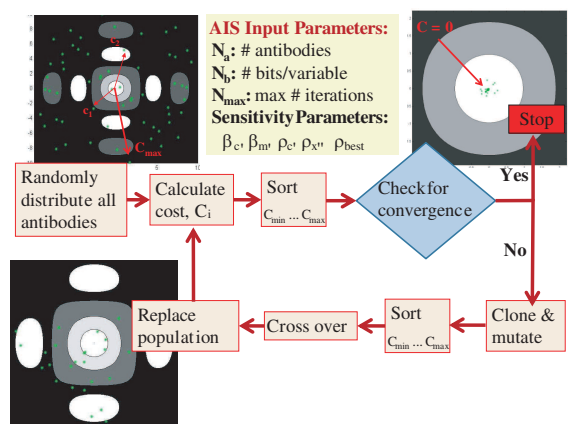 AIS Input Parameters:
Na: # antibodies
Nb: # bits/variable
Nmax: max # iterations
Sensitivity Parameters:
βc, βm, ρc, ρx, ρbest
c1
Cmax
C = 0
Stop
Randomly
distribute all
antibodies
Calculate
cost, Ci
Sort
Cmin ... Cmax
Check for
convergence
Yes
No
Clone &
mutate
Sort
Cmin ... Cmax
Cross over
Replace
population